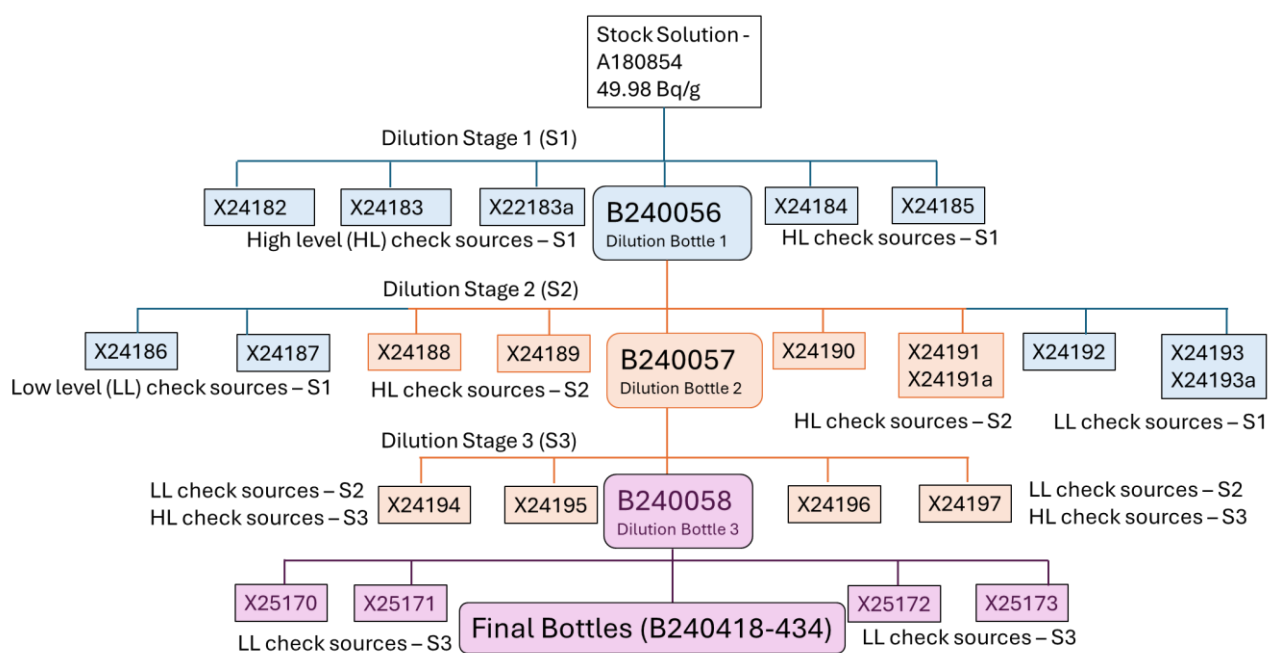 Stock Solution -
A180854
49.98 Bq/g
Dilution Stage 1 (S1)
X24182
X24183
X22183a
B240056
Dilution Bottle 1
X24184
X24185
High level (HL) check sources – S1
HL check sources – S1
Dilution Stage 2 (S2)
X24186
X24187
X24188
X24189
B240057
Dilution Bottle 2
X24190
X24191
X24191a
X24192
X24193
X24193a
Low level (LL) check sources – S1
HL check sources – S2
HL check sources – S2
LL check sources – S1
Dilution Stage 3 (S3)
LL check sources – S2
HL check sources – S3
X24194
X24195
B240058
Dilution Bottle 3
X24196
X24197
LL check sources – S2
HL check sources – S3
X25170
X25171
Final Bottles (B240418-434)
X25172
X25173
LL check sources – S3
LL check sources – S3